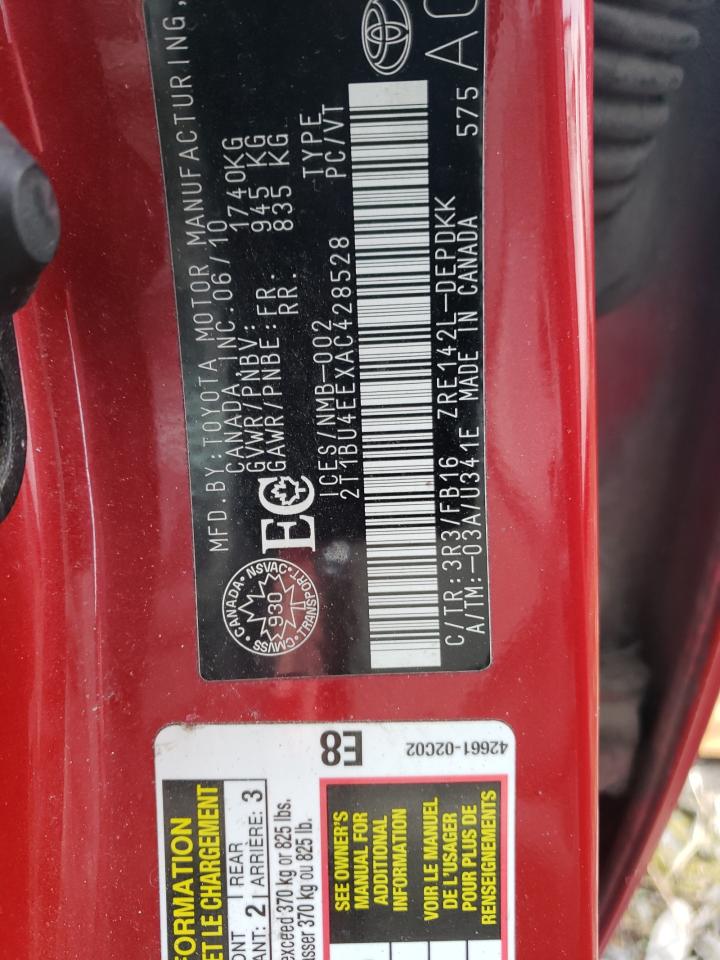 MFD. BY: TOYOTA MOTOR MANUFACTURING,
CANADA INC. 06/10
GVWR/PNBV: 1740KG
GAWR/PNBE: FR. 945 KG
RR. 835 KG
EC
ICES/NMB-002 TYPE
2T1BU4EEXAC428528 PC/VT
CANADA NSVAC
930
CMVSS TRANSPORT
C/TR:3R3/FB16 ZRE142L-DEPDKK
A/TM:-03A/U341E MADE IN CANADA 575
E8
42661-02C02
ET LE CHARGEMENT
REAR
ANT: 2 ARRIÈRE: 3
exceed 370 kg or 825 lbs.
370 kg ou 825 lb.
SEE OWNER'S
MANUAL FOR
ADDITIONAL
INFORMATION
VOIR LE MANUEL
DE L'USAGER
POUR PLUS DE
RENSEIGNEMENTS